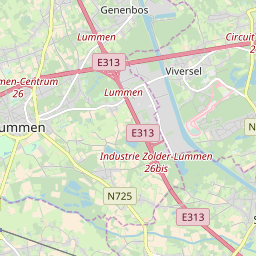 Genenbos
Lummen
Circuit
E313
Viversel
men-Centrum
26
Lummen
ummen
E313
Industrie Zolder-Lummen
26bis
N725
E313